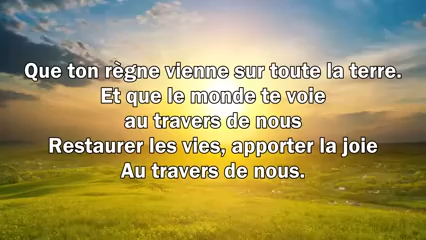 Que ton règne vienne sur toute la terre.
Et que le monde te voie
au travers de nous
Restaurer les vies, apporter la joie
Au travers de nous.